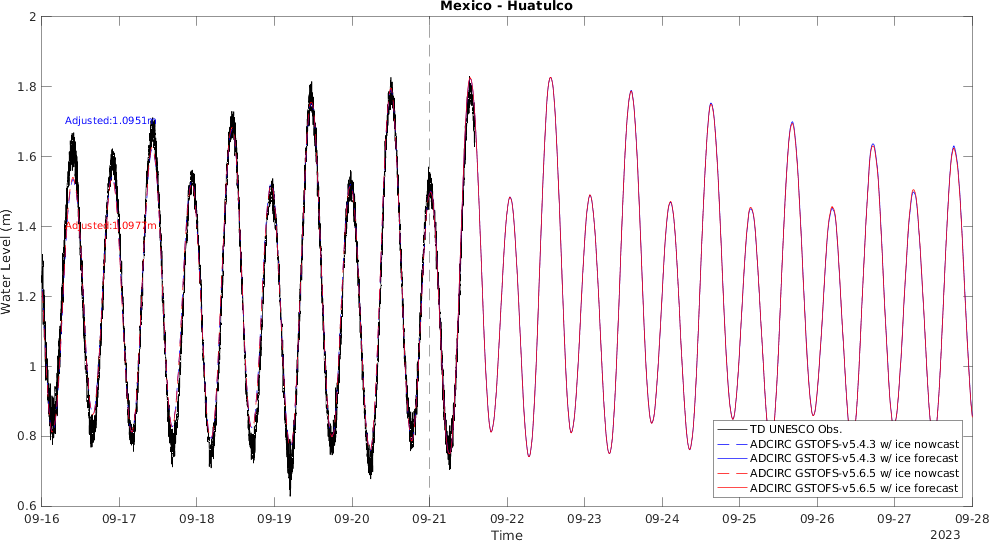 Mexico - Huatulco
2
1.8
1.6
1.4
1.2
1
0.8
0.6
Water Level (m)
Adjusted:1.0951m
Adjusted:1.0977m
TD UNESCO Obs.
ADCIRC GSTOFS-v5.4.3 w/ ice nowcast
ADCIRC GSTOFS-v5.4.3 w/ ice forecast
ADCIRC GSTOFS-v5.6.5 w/ ice nowcast
ADCIRC GSTOFS-v5.6.5 w/ ice forecast
09-16 09-17 09-18 09-19 09-20 09-21 09-22 09-23 09-24 09-25 09-26 09-27 09-28
Time
2023